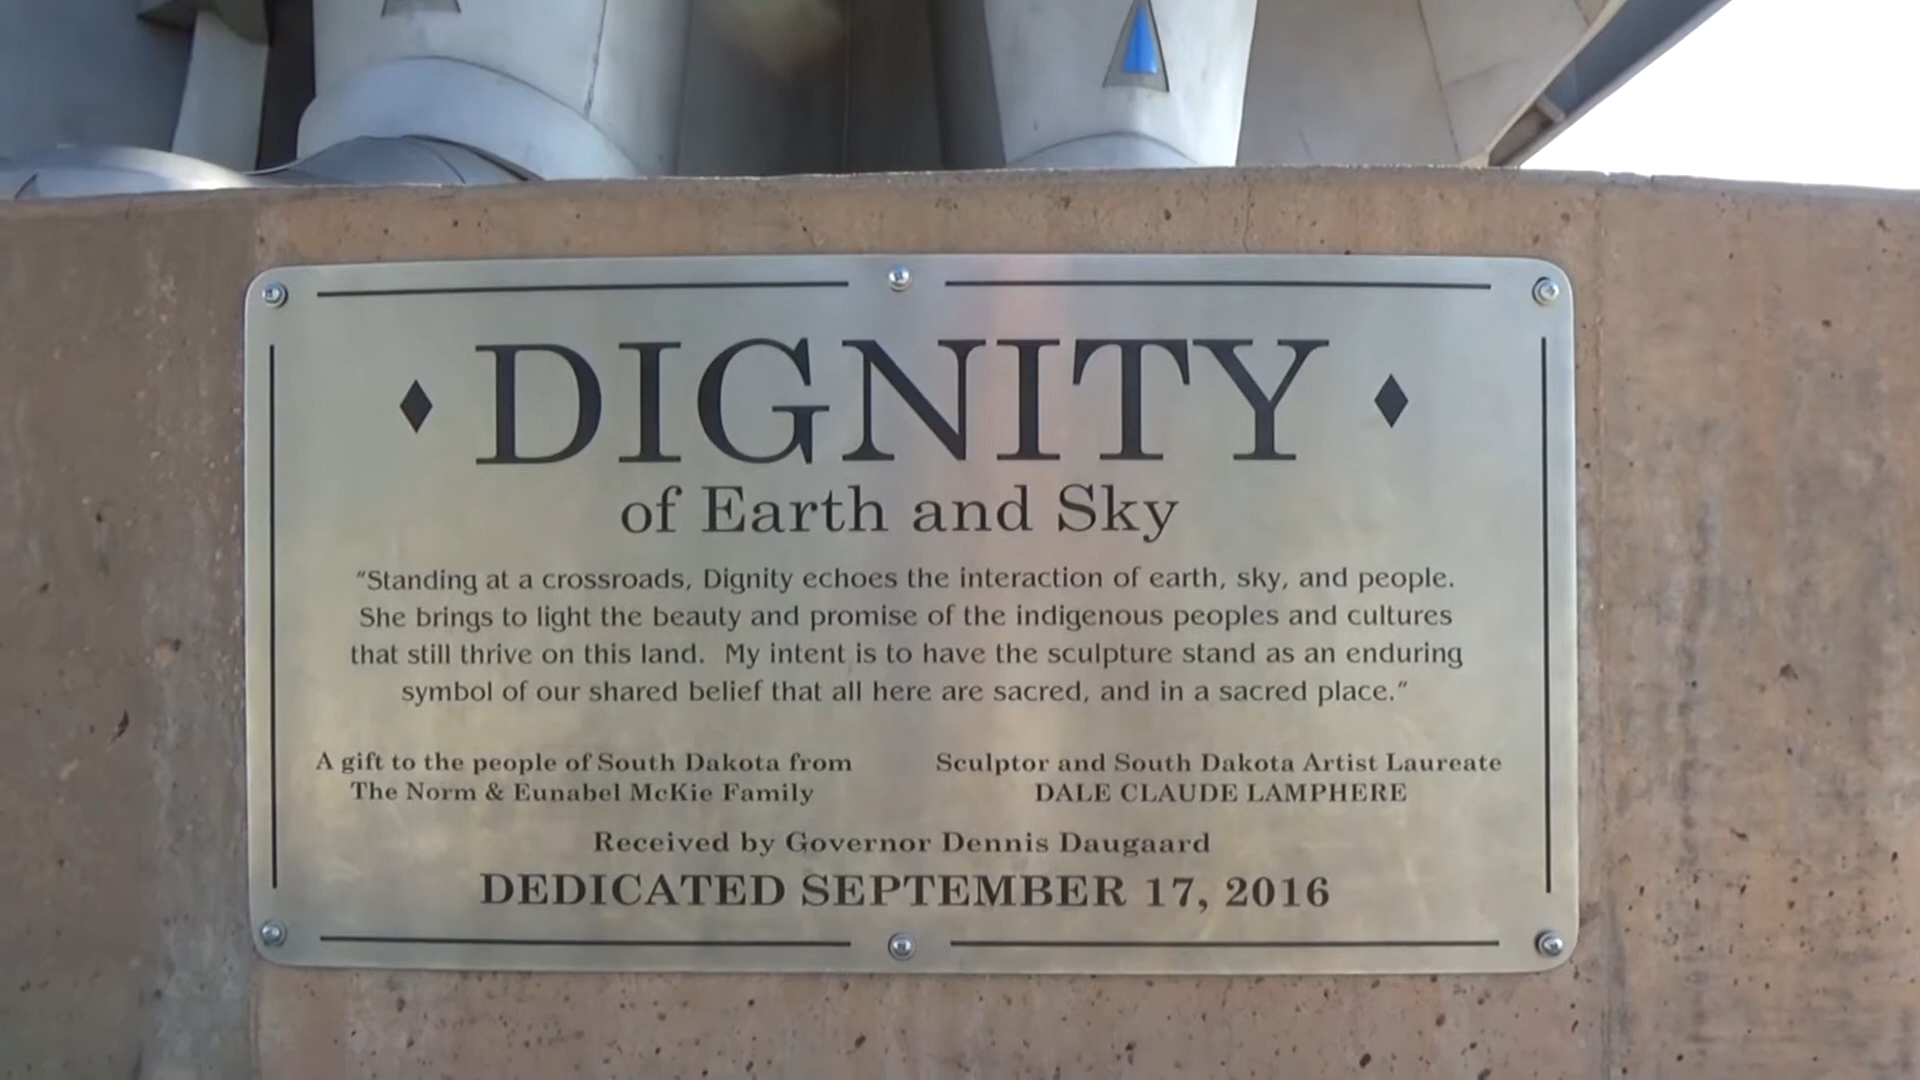 DIGNITY
of Earth and Sky
"Standing at a crossroads, Dignity echoes the interaction of earth, sky, and people.
She brings to light the beauty and promise of the indigenous peoples and cultures
that still thrive on this land. My intent is to have the sculpture stand as an enduring
symbol of our shared belief that all here are sacred, and in a sacred place."
A gift to the people of South Dakota from
The Norm & Eunabel McKie Family
Sculptor and South Dakota Artist Laureate
DALE CLAUDE LAMPHERE
Received by Governor Dennis Daugaard
DEDICATED SEPTEMBER 17, 2016